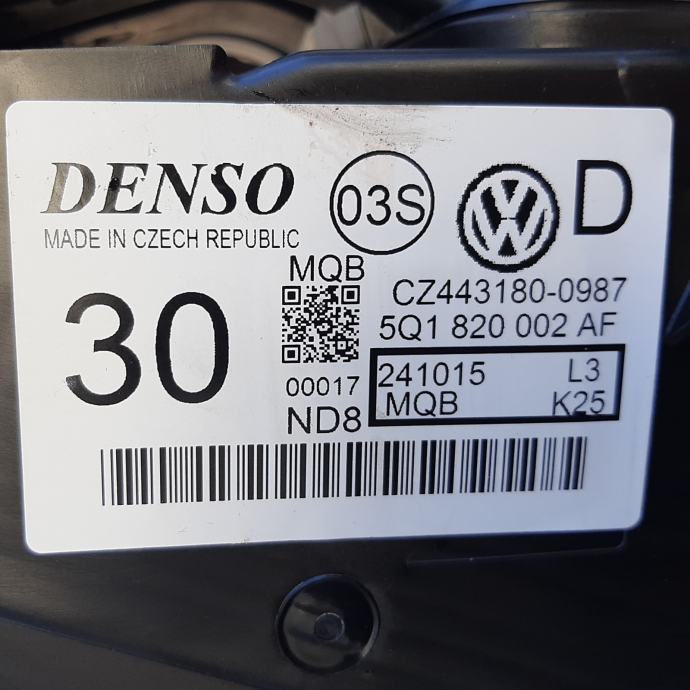 DENSO 03S VW D
MADE IN CZECH REPUBLIC
MQB
30
CZ443180-0987
5Q1 820 002 AF
00017
241015 L3
ND8
MQB K25